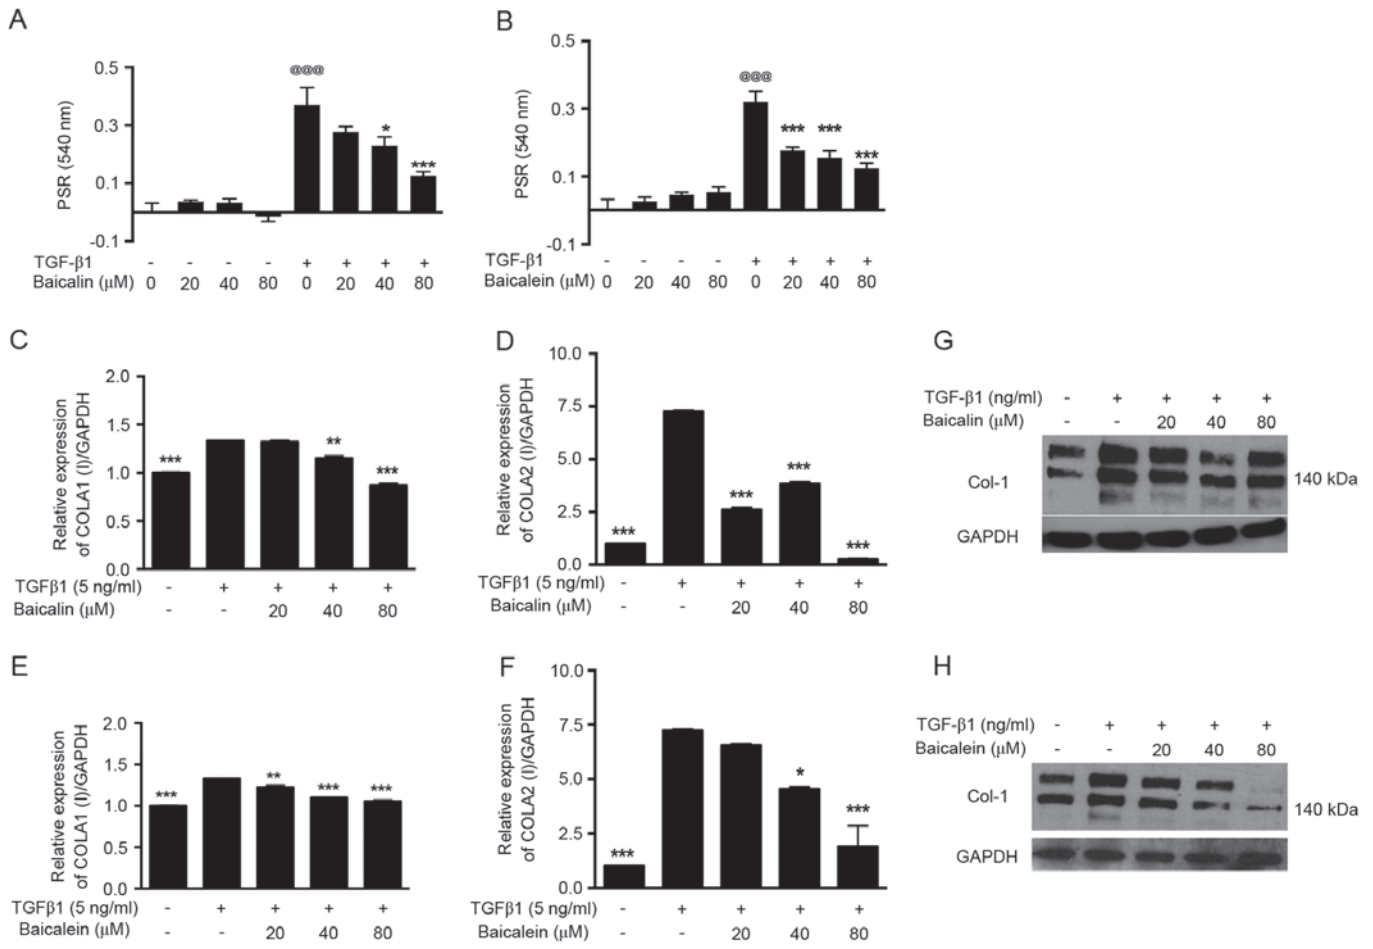 A
PSR (540 nm)
0.5
0.3
0.1
-0.1
@@@
*
***
TGF-β1 - - - - + + + +
Baicalin (μM) 0 20 40 80 0 20 40 80
B
PSR (540 nm)
0.5
0.3
0.1
-0.1
@@@
*** *** ***
TGF-β1 - - - - + + + +
Baicalein (μM) 0 20 40 80 0 20 40 80
C
Relative expression
of COLA1 (I)/GAPDH
2.0
1.5
1.0
0.5
0.0
*** ** ***
TGFβ1 (5 ng/ml) - + + + +
Baicalin (μM) - - 20 40 80
D
Relative expression
of COLA2 (I)/GAPDH
10.0
7.5
5.0
2.5
0.0
*** *** *** ***
TGFβ1 (5 ng/ml) - + + + +
Baicalin (μM) - - 20 40 80
G
TGF-β1 (ng/ml) - + + + +
Baicalin (μM) - - 20 40 80
Col-1
140 kDa
GAPDH
E
Relative expression
of COLA1 (I)/GAPDH
2.0
1.5
1.0
0.5
0.0
*** ** *** ***
TGFβ1 (5 ng/ml) - + + + +
Baicalein (μM) - - 20 40 80
F
Relative expression
of COLA2 (I)/GAPDH
10.0
7.5
5.0
2.5
0.0
*** * ***
TGFβ1 (5 ng/ml) - + + + +
Baicalein (μM) - - 20 40 80
H
TGF-β1 (ng/ml) - + + + +
Baicalein (μM) - - 20 40 80
Col-1
140 kDa
GAPDH